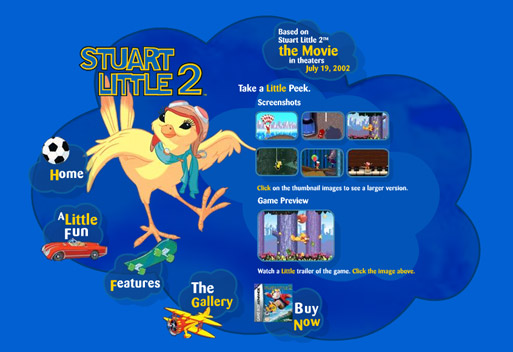 STUART
LITTLE 2™
Based on
Stuart Little 2™
the Movie
in theaters
July 19, 2002
Take a Little Peek.
Screenshots
Click on the thumbnail images to see a larger version.
Game Preview
Watch a Little trailer of the game. Click the image above.
Home
A Little
Fun
Features
The
Gallery
Buy
Now